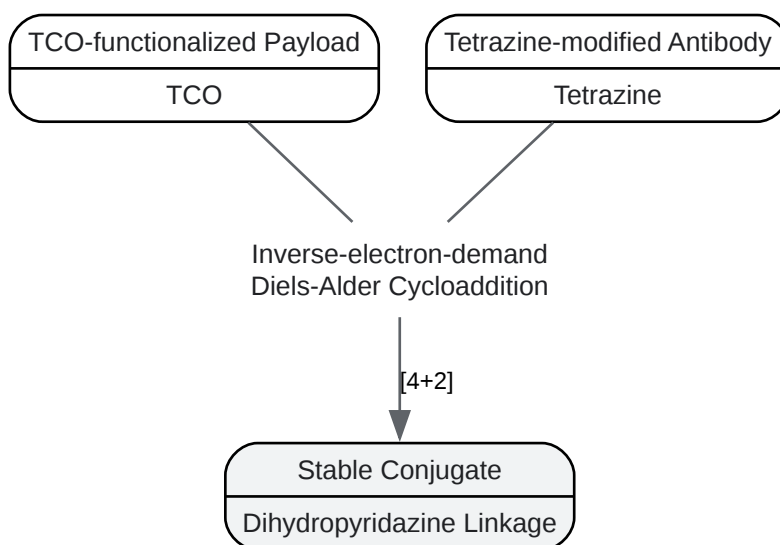 TCO-functionalized Payload
TCO
Tetrazine-modified Antibody
Tetrazine
Inverse-electron-demand
Diels-Alder Cycloaddition
[4+2]
Stable Conjugate
Dihydropyridazine Linkage